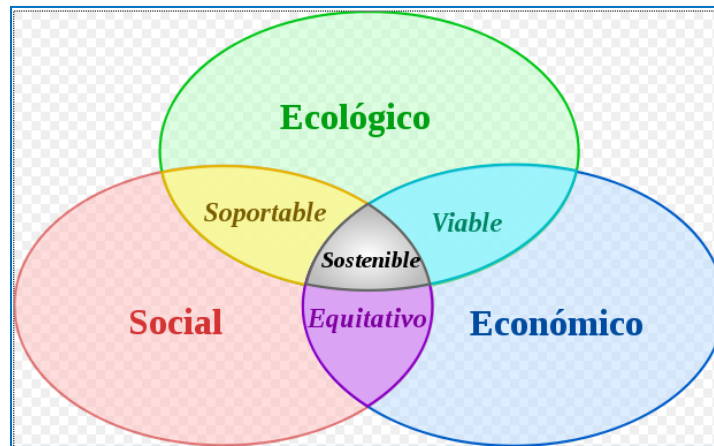 Ecológico
Soportable
Viable
Sostenible
Social
Equitativo
Económico